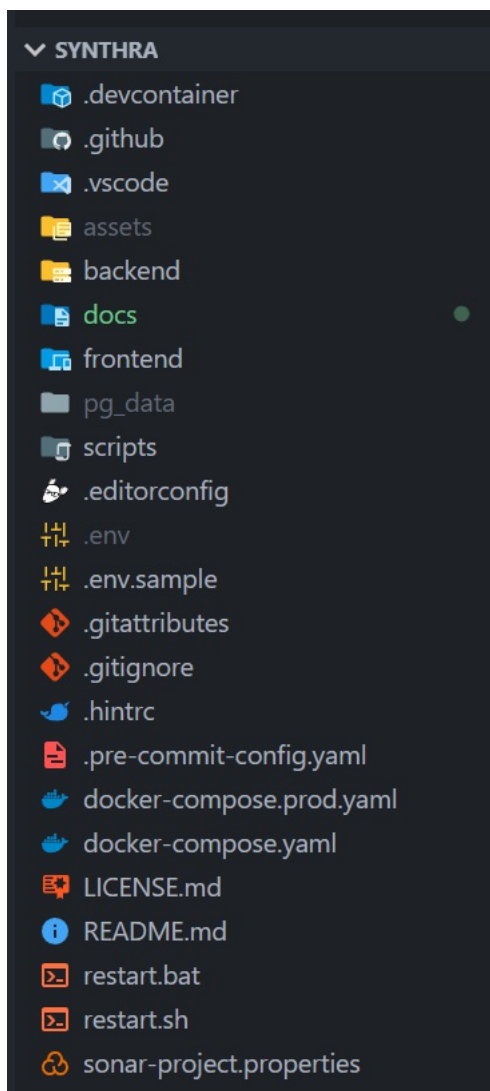 SYNTHRA
.devcontainer
.github
.vscode
assets
backend
docs
frontend
pg_data
scripts
.editorconfig
.env
.env.sample
.gitattributes
.gitignore
.hintrc
.pre-commit-config.yaml
docker-compose.prod.yaml
docker-compose.yaml
LICENSE.md
README.md
restart.bat
restart.sh
sonar-project.properties